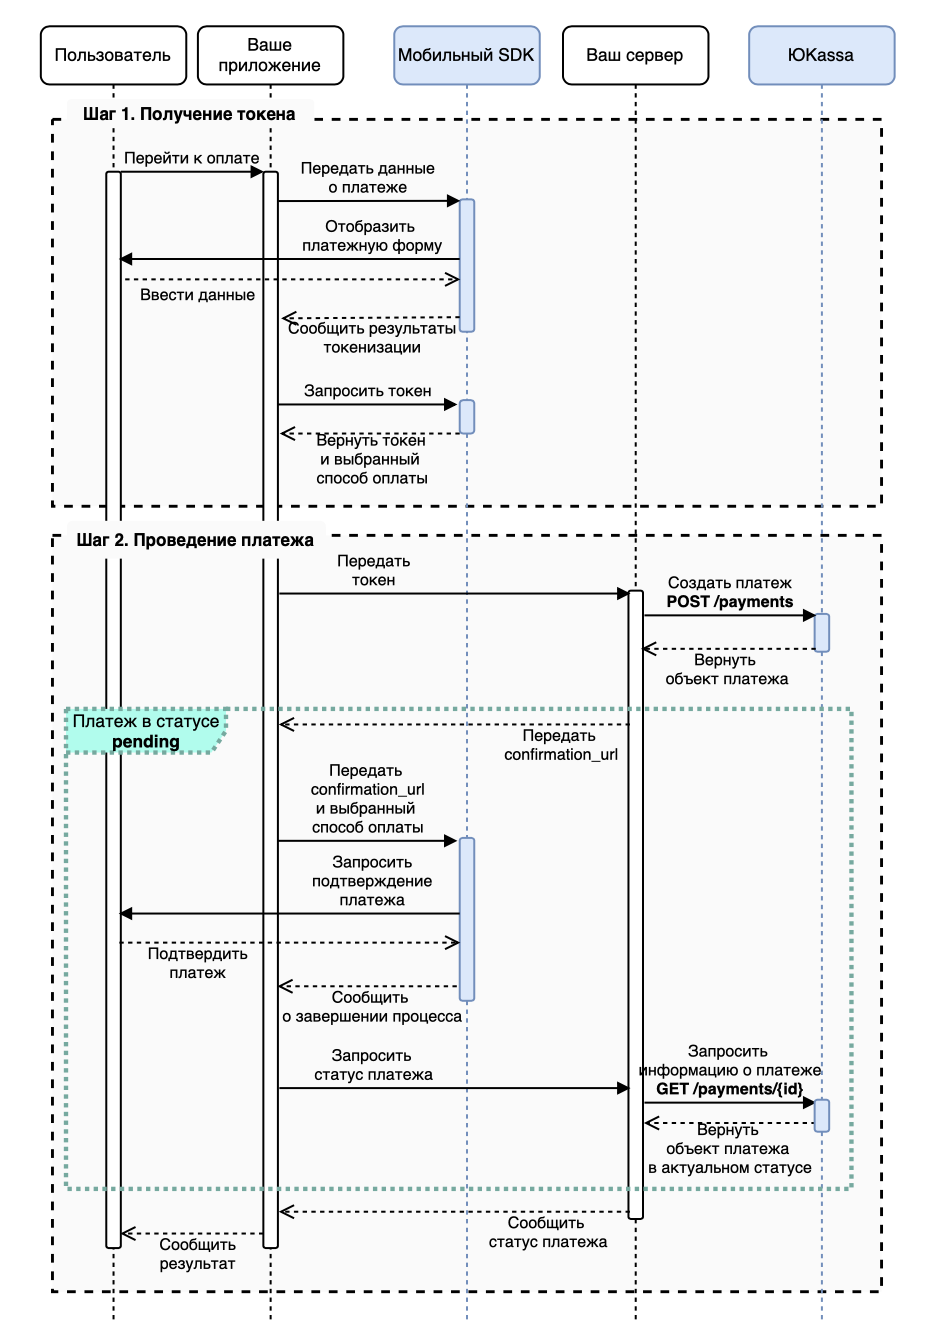 Пользователь
Ваше
приложение
Мобильный SDK
Ваш сервер
ЮKassa
Шаг 1. Получение токена
Перейти к оплате
Передать данные
о платеже
Отобразить
платежную форму
Ввести данные
Сообщить результаты
токенизации
Запросить токен
Вернуть токен
и выбранный
способ оплаты
Шаг 2. Проведение платежа
Передать
токен
Создать платеж
POST /payments
Вернуть
объект платежа
Платеж в статусе
pending
Передать
confirmation_url
Передать
confirmation_url
и выбранный
способ оплаты
Запросить
подтверждение
платежа
Подтвердить
платеж
Сообщить
о завершении процесса
Запросить
статус платежа
Запросить
информацию о платеже
GET /payments/{id}
Вернуть
объект платежа
в актуальном статусе
Сообщить
статус платежа
Сообщить
результат